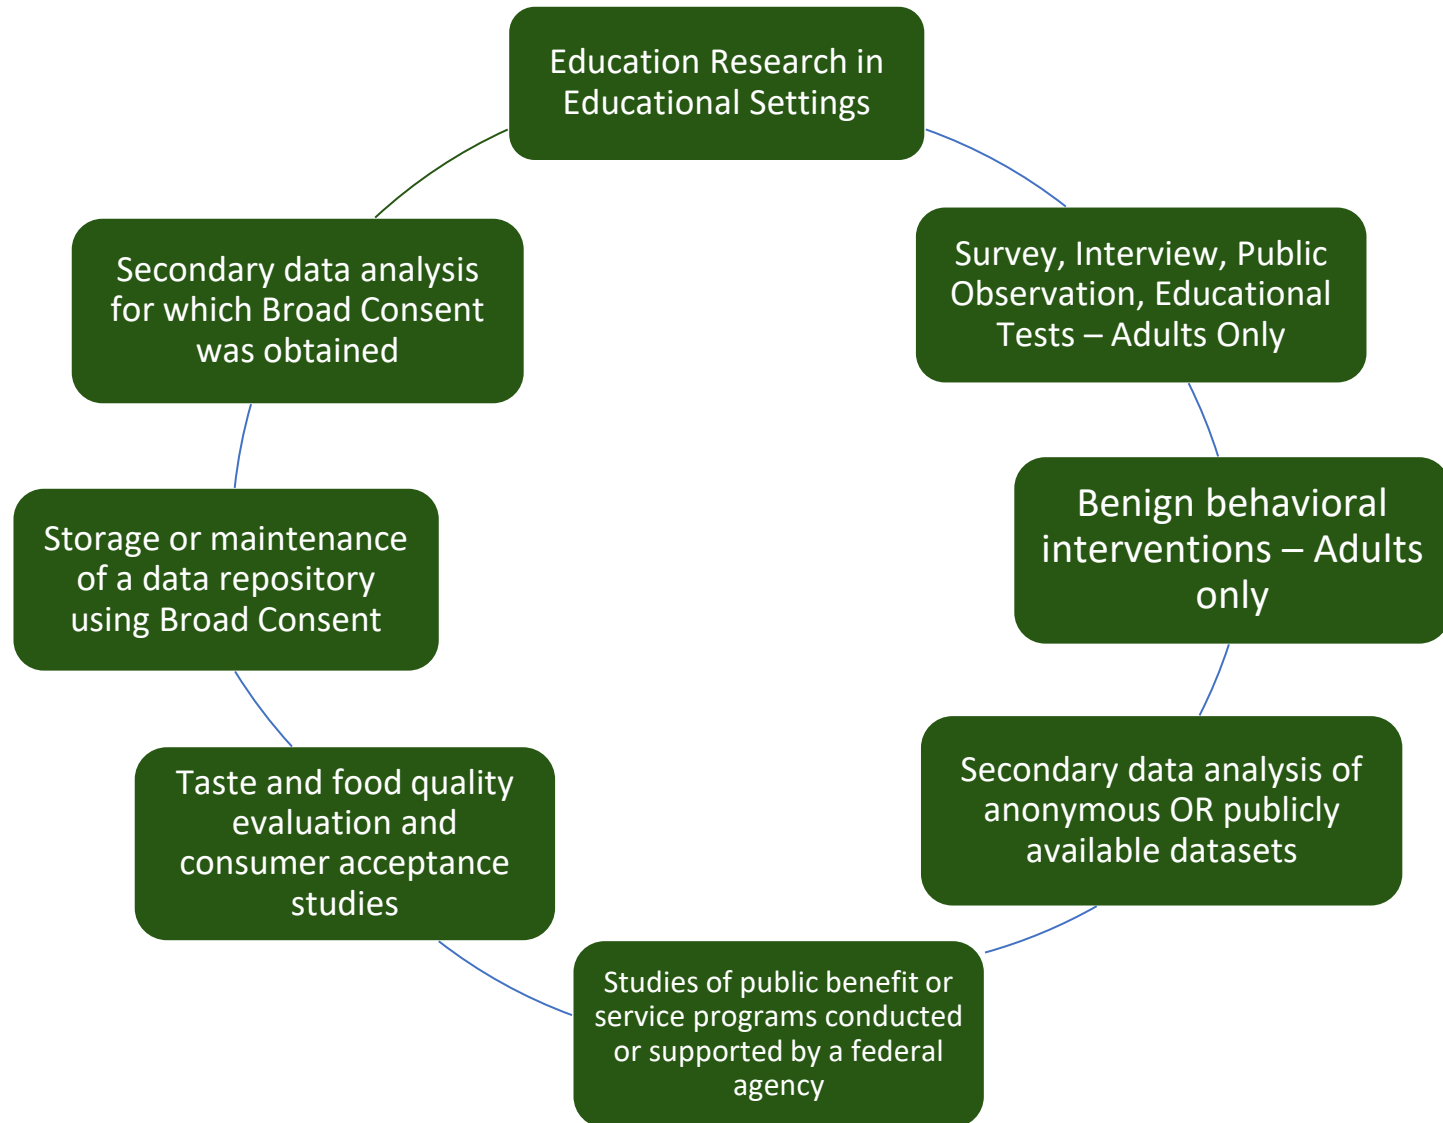 Education Research in
Educational Settings
Survey, Interview, Public
Observation, Educational
Tests – Adults Only
Benign behavioral
interventions – Adults
only
Secondary data analysis of
anonymous OR publicly
available datasets
Studies of public benefit or
service programs conducted
or supported by a federal
agency
Taste and food quality
evaluation and
consumer acceptance
studies
Storage or maintenance
of a data repository
using Broad Consent
Secondary data analysis
for which Broad Consent
was obtained